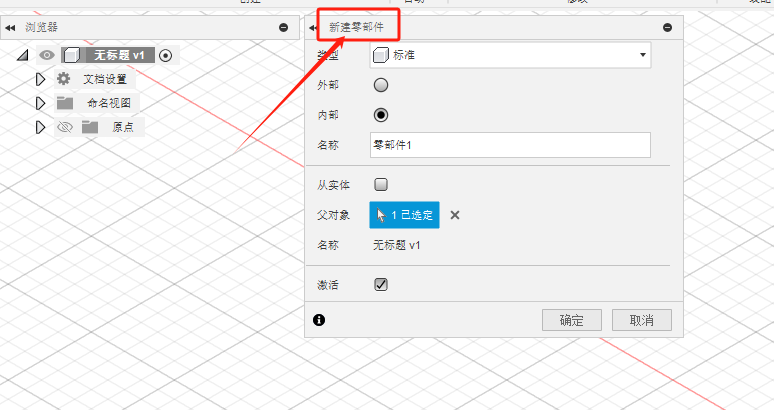 浏览器
无标题 v1
文档设置
命名视图
原点
新建零部件
类型
标准
外部
内部
名称
零部件1
从实体
父对象
1 已选定
名称
无标题 v1
激活
确定
取消